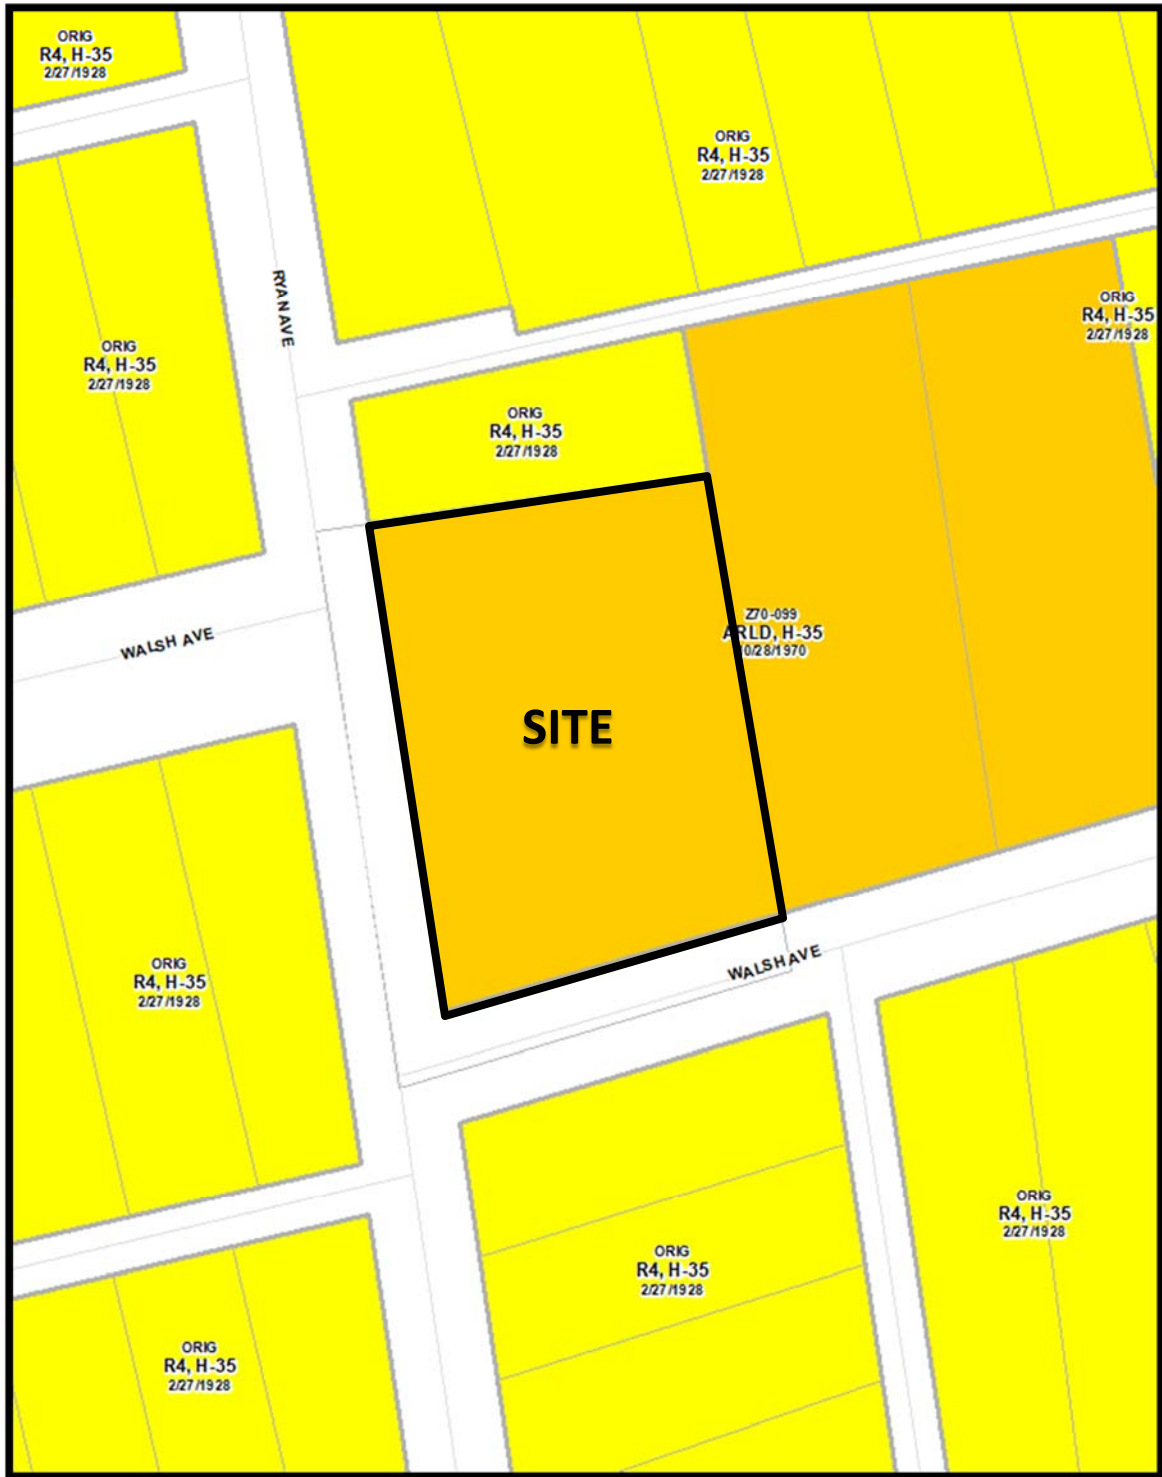 ORIG
R4, H-35
2/27/1928
ORIG
R4, H-35
2/27/1928
RYAN AVE
ORIG
R4, H-35
2/27/1928
ORIG
R4, H-35
2/27/1928
ORIG
R4, H-35
2/27/1928
WALSH AVE
Z70-099
ARLD, H-35
10/28/1970
SITE
WALSH AVE
ORIG
R4, H-35
2/27/1928
ORIG
R4, H-35
2/27/1928
ORIG
R4, H-35
2/27/1928
ORIG
R4, H-35
2/27/1928